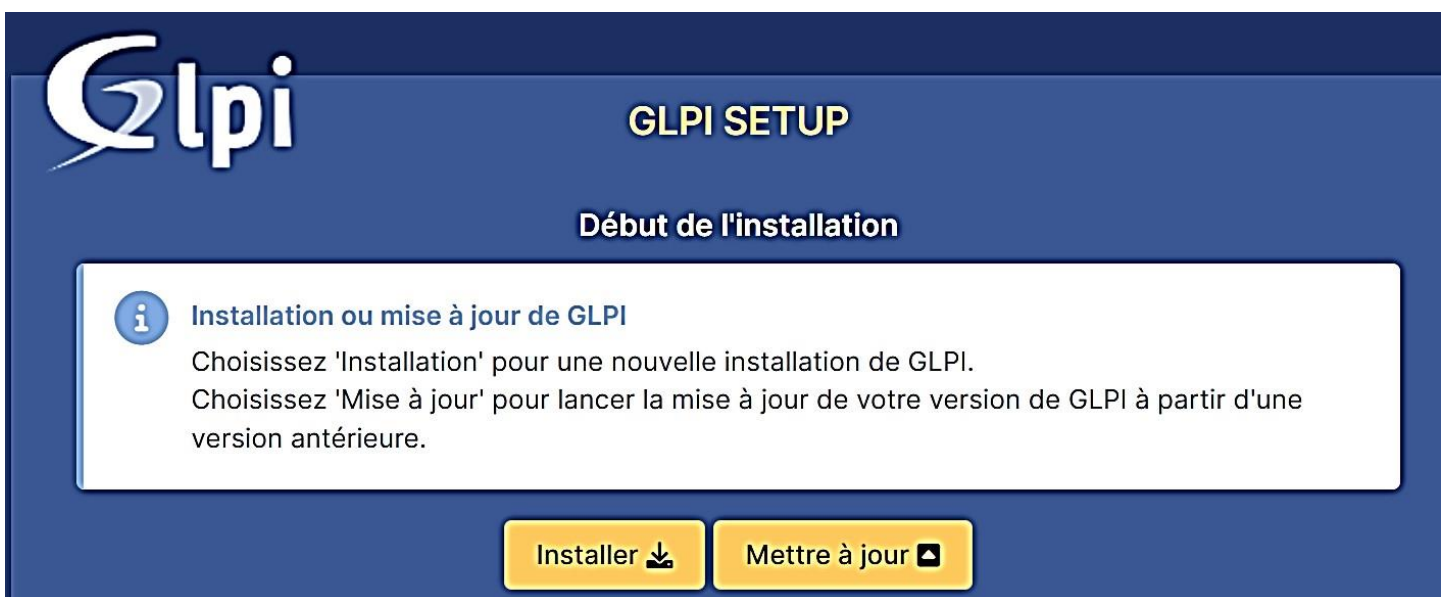 Glpi
GLPI SETUP
Début de l'installation
Installation ou mise à jour de GLPI
Choisissez 'Installation' pour une nouvelle installation de GLPI.
Choisissez 'Mise à jour' pour lancer la mise à jour de votre version de GLPI à partir d'une
version antérieure.
Installer
Mettre à jour